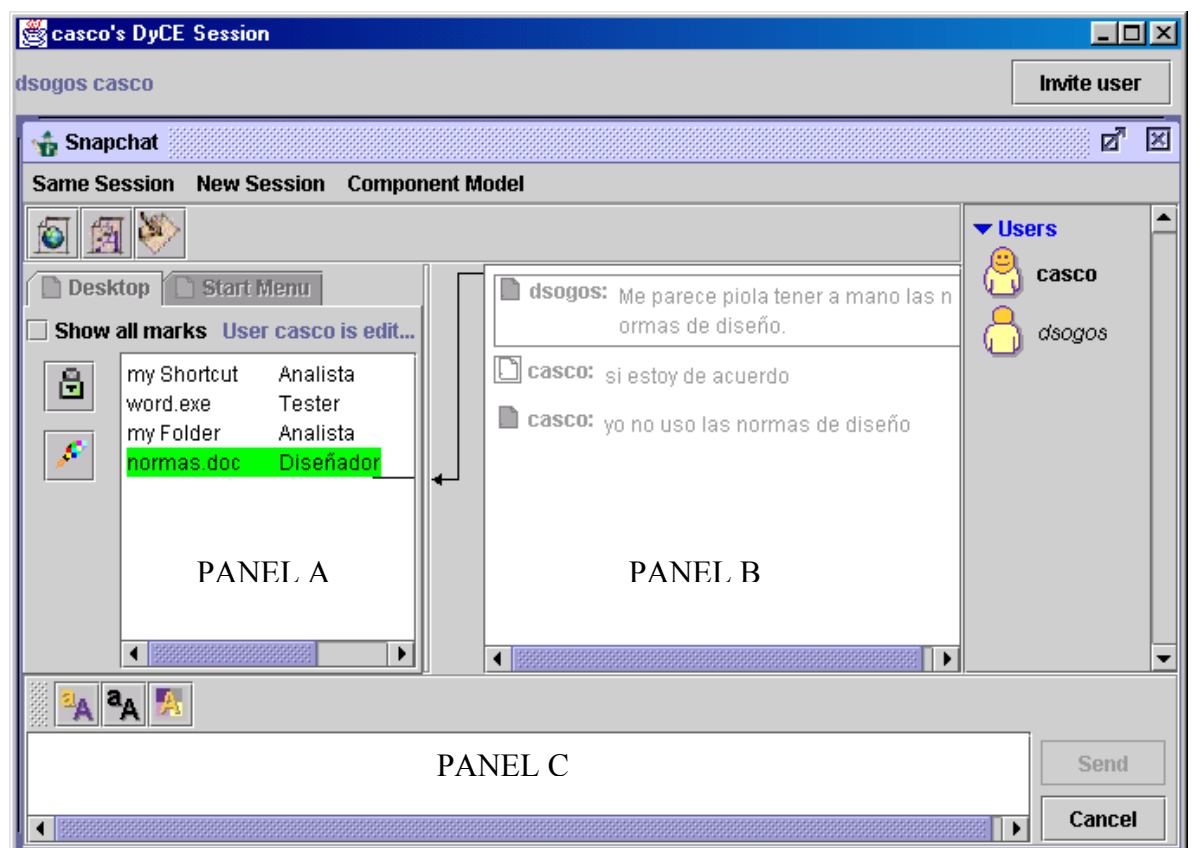 casco's DyCE Session
dsogos casco
Invite user
Snapchat
Same Session New Session Component Model
Desktop Start Menu
Show all marks User casco is edit...
my Shortcut Analista
word.exe Tester
my Folder Analista
normas.doc Diseñador
PANEL A
dsogos: Me parece piola tener a mano las n
ormas de diseño.
casco: si estoy de acuerdo
casco: yo no uso las normas de diseño
PANEL B
Users
casco
dsogos
aA aA A
PANEL C
Send
Cancel